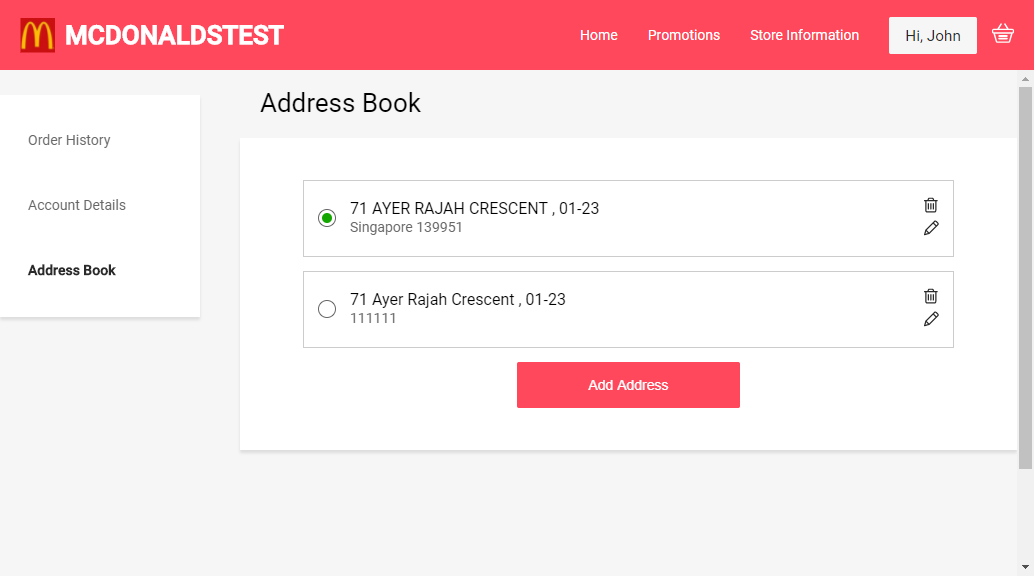 MCDONALDSTEST
Home
Promotions
Store Information
Hi, John
Order History
Account Details
Address Book
Address Book
71 AYER RAJAH CRESCENT , 01-23
Singapore 139951
71 Ayer Rajah Crescent , 01-23
111111
Add Address